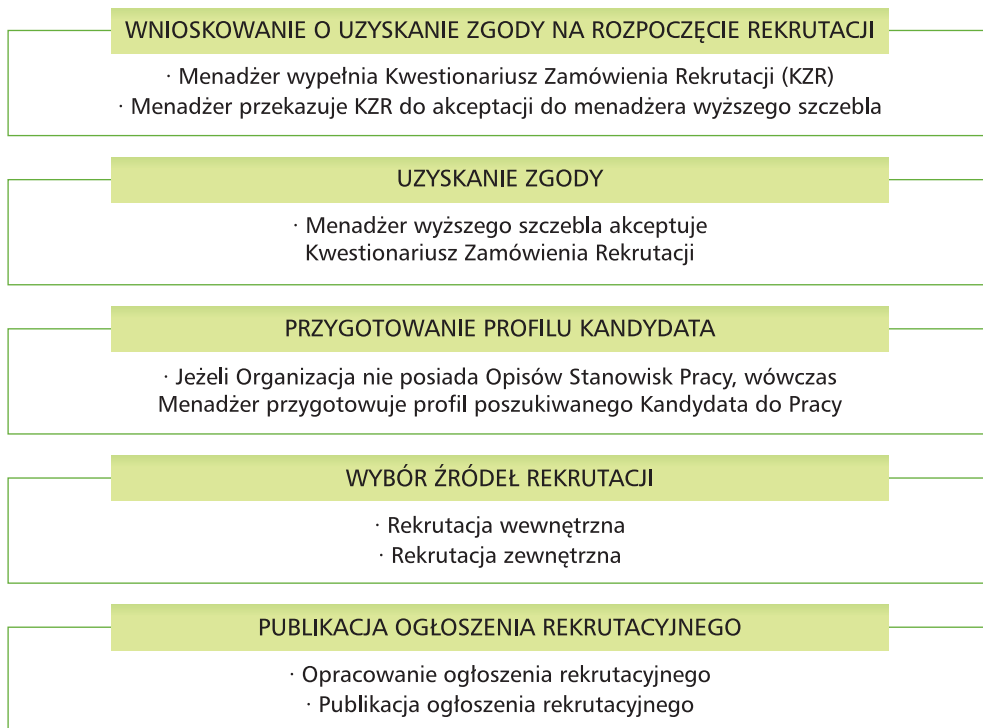 WNIOSKOWANIE O UZYSKANIE ZGODY NA ROZPOCZĘCIE REKRUTACJI
· Menadżer wypełnia Kwestionariusz Zamówienia Rekrutacji (KZR)
· Menadżer przekazuje KZR do akceptacji do menadżera wyższego szczebla
UZYSKANIE ZGODY
· Menadżer wyższego szczebla akceptuje
Kwestionariusz Zamówienia Rekrutacji
PRZYGOTOWANIE PROFILU KANDYDATA
· Jeżeli Organizacja nie posiada Opisów Stanowisk Pracy, wówczas
Menadżer przygotowuje profil poszukiwanego Kandydata do Pracy
WYBÓR ŹRÓDEŁ REKRUTACJI
· Rekrutacja wewnętrzna
· Rekrutacja zewnętrzna
PUBLIKACJA OGŁOSZENIA REKRUTACYJNEGO
· Opracowanie ogłoszenia rekrutacyjnego
· Publikacja ogłoszenia rekrutacyjnego